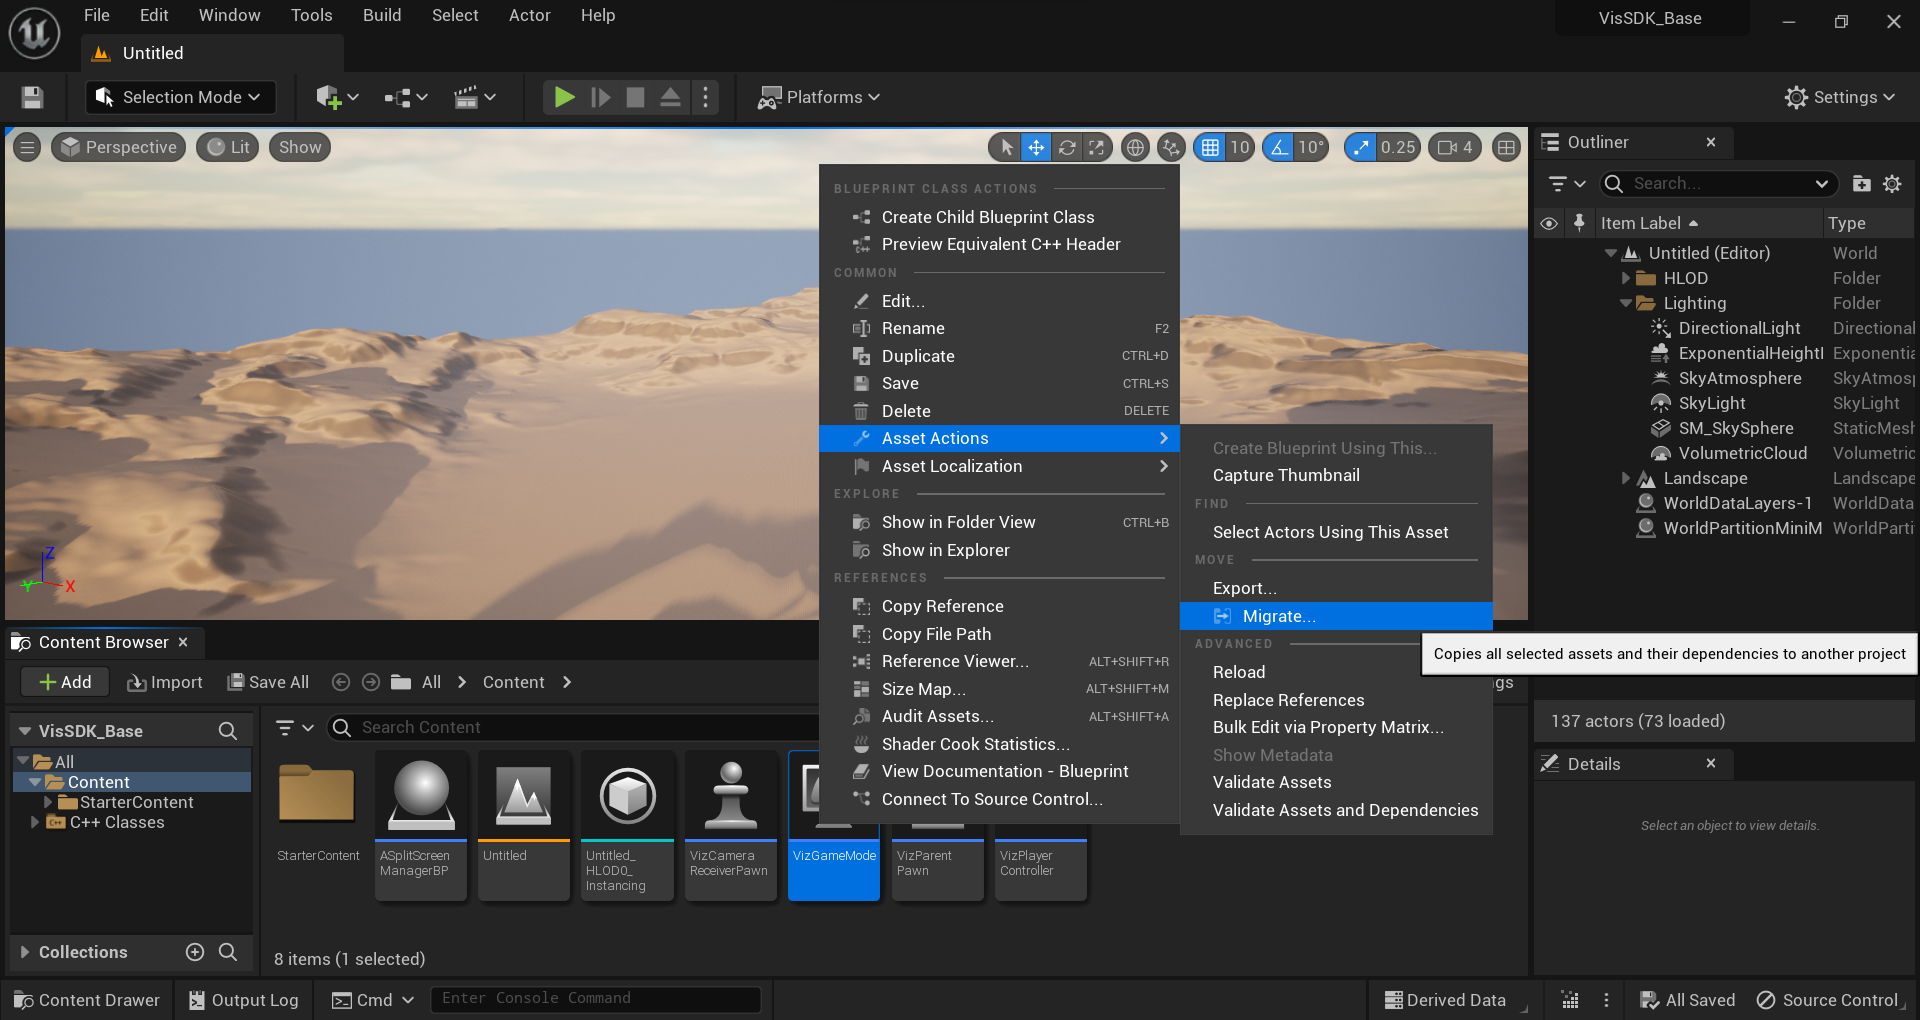 File Edit Window Tools Build Select Actor Help
VisSDK_Base
Untitled
Selection Mode
Platforms
Settings
Perspective
Lit
Show
10
10°
0.25
4
BLUEPRINT CLASS ACTIONS
Create Child Blueprint Class
Preview Equivalent C++ Header
COMMON
Edit...
Rename F2
Duplicate CTRL+D
Save CTRL+S
Delete DELETE
Asset Actions
Asset Localization
EXPLORE
Show in Folder View CTRL+B
Show in Explorer
REFERENCES
Copy Reference
Copy File Path
Reference Viewer... ALT+SHIFT+R
Size Map... ALT+SHIFT+M
Audit Assets... ALT+SHIFT+A
Shader Cook Statistics...
View Documentation - Blueprint
Connect To Source Control...
Create Blueprint Using This...
Capture Thumbnail
FIND
Select Actors Using This Asset
MOVE
Export...
Migrate...
ADVANCED
Reload
Replace References
Bulk Edit via Property Matrix...
Show Metadata
Validate Assets
Validate Assets and Dependencies
Copies all selected assets and their dependencies to another project
Z
Y
X
Outliner
Search...
Item Label Type
Untitled (Editor) World
HLOD Folder
Lighting Folder
DirectionalLight Directional
ExponentialHeightF Exponentia
SkyAtmosphere SkyAtmosp
SkyLight SkyLight
SM_SkySphere StaticMesh
VolumetricCloud Volumetric
Landscape Landscape
WorldDataLayers-1 WorldData
WorldPartitionMiniM WorldParti
137 actors (73 loaded)
Details
Select an object to view details.
Content Browser
Add
Import
Save All
All
Content
ngs
VisSDK_Base
Search Content
All
Content
StarterContent
C++ Classes
StarterContent
ASplitScreen
ManagerBP
Untitled
Untitled_
HLOD0_
Instancing
VizCamera
ReceiverPawn
VizGameMode
VizParent
Pawn
VizPlayer
Controller
Collections
8 items (1 selected)
Content Drawer
Output Log
Cmd
Enter Console Command
Derived Data
All Saved
Source Control